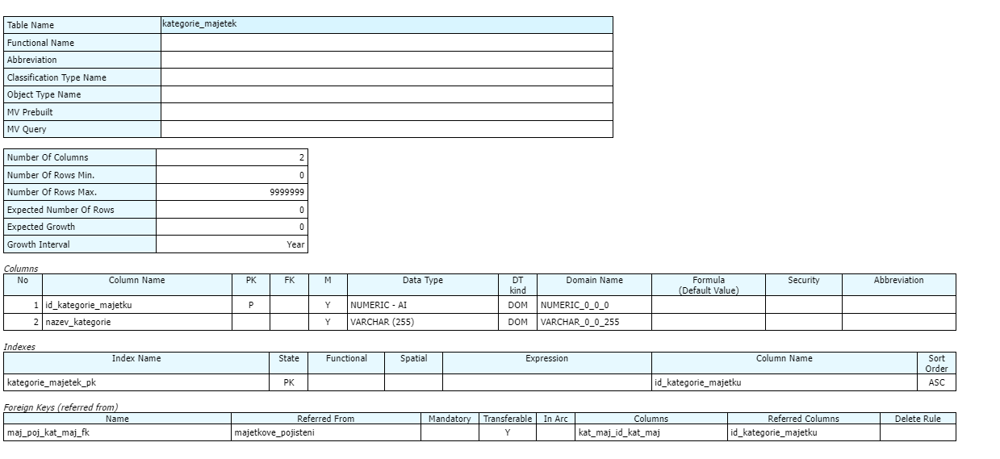 Table Name kategorie_majetek
Functional Name
Abbreviation
Classification Type Name
Object Type Name
MV Prebuilt
MV Query
Number Of Columns 2
Number Of Rows Min. 0
Number Of Rows Max. 9999999
Expected Number Of Rows 0
Expected Growth 0
Growth Interval Year
Columns
No Column Name PK FK M Data Type DT kind Domain Name Formula (Default Value) Security Abbreviation
1 id_kategorie_majetku P Y NUMERIC - AI DOM NUMERIC_0_0_0
2 nazev_kategorie Y VARCHAR (255) DOM VARCHAR_0_0_255
Indexes
Index Name State Functional Spatial Expression Column Name Sort Order
kategorie_majetek_pk PK id_kategorie_majetku ASC
Foreign Keys (referred from)
Name Referred From Mandatory Transferable In Arc Columns Referred Columns Delete Rule
maj_poj_kat_maj_fk majetkove_pojisteni Y kat_maj_id_kat_maj id_kategorie_majetku